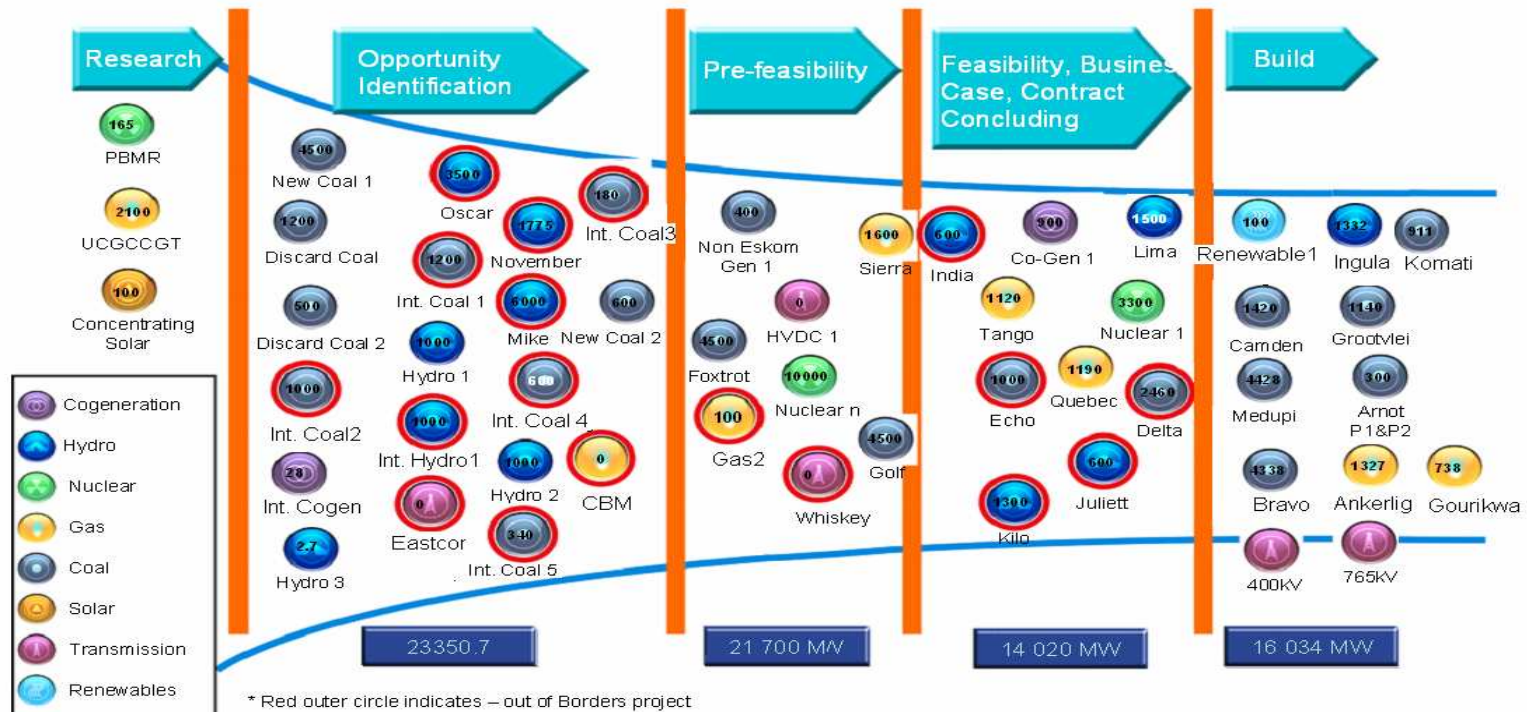 Research
Opportunity
Identification
Pre-feasibility
Feasibility, Busines
Case, Contract
Concluding
Build
165
PBMR
2100
UCGCCGT
100
Concentrating
Solar
Cogeneration
Hydro
Nuclear
Gas
Coal
Solar
Transmission
Renewables
4500
New Coal 1
1200
Discard Coal
500
Discard Coal 2
1000
Int. Coal2
28
Int. Cogen
2.7
Hydro 3
3500
Oscar
1200
Int. Coal 1
1000
Hydro 1
1000
Int. Hydro1
0
Eastcor
1775
November
6000
Mike
600
Int. Coal 4
1000
Hydro 2
340
Int. Coal 5
180
Int. Coal3
600
New Coal 2
0
CBM
23350.7
400
Non Eskom
Gen 1
0
HVDC 1
4500
Foxtrot
10000
Nuclear n
100
Gas2
4500
Golf
0
Whiskey
1600
Sierra
21 700 MW
600
India
900
Co-Gen 1
1500
Lima
1120
Tango
3300
Nuclear 1
1000
Echo
1190
Quebec
2460
Delta
600
Juliett
1300
Kilo
14 020 MW
100
Renewable1
1332
Ingula
911
Komati
1420
Camden
1140
Grootvlei
4428
Medupi
300
Arnot
P1&P2
4338
Bravo
1327
Ankerlig
738
Gourikwa
400kV
765kV
16 034 MW
* Red outer circle indicates – out of Borders project